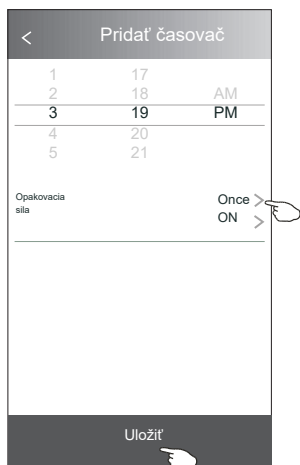 < Pridať časovač
1 17
2 18 AM
3 19 PM
4 20
5 21
Opakovacia Once >
sila ON >
Uložiť